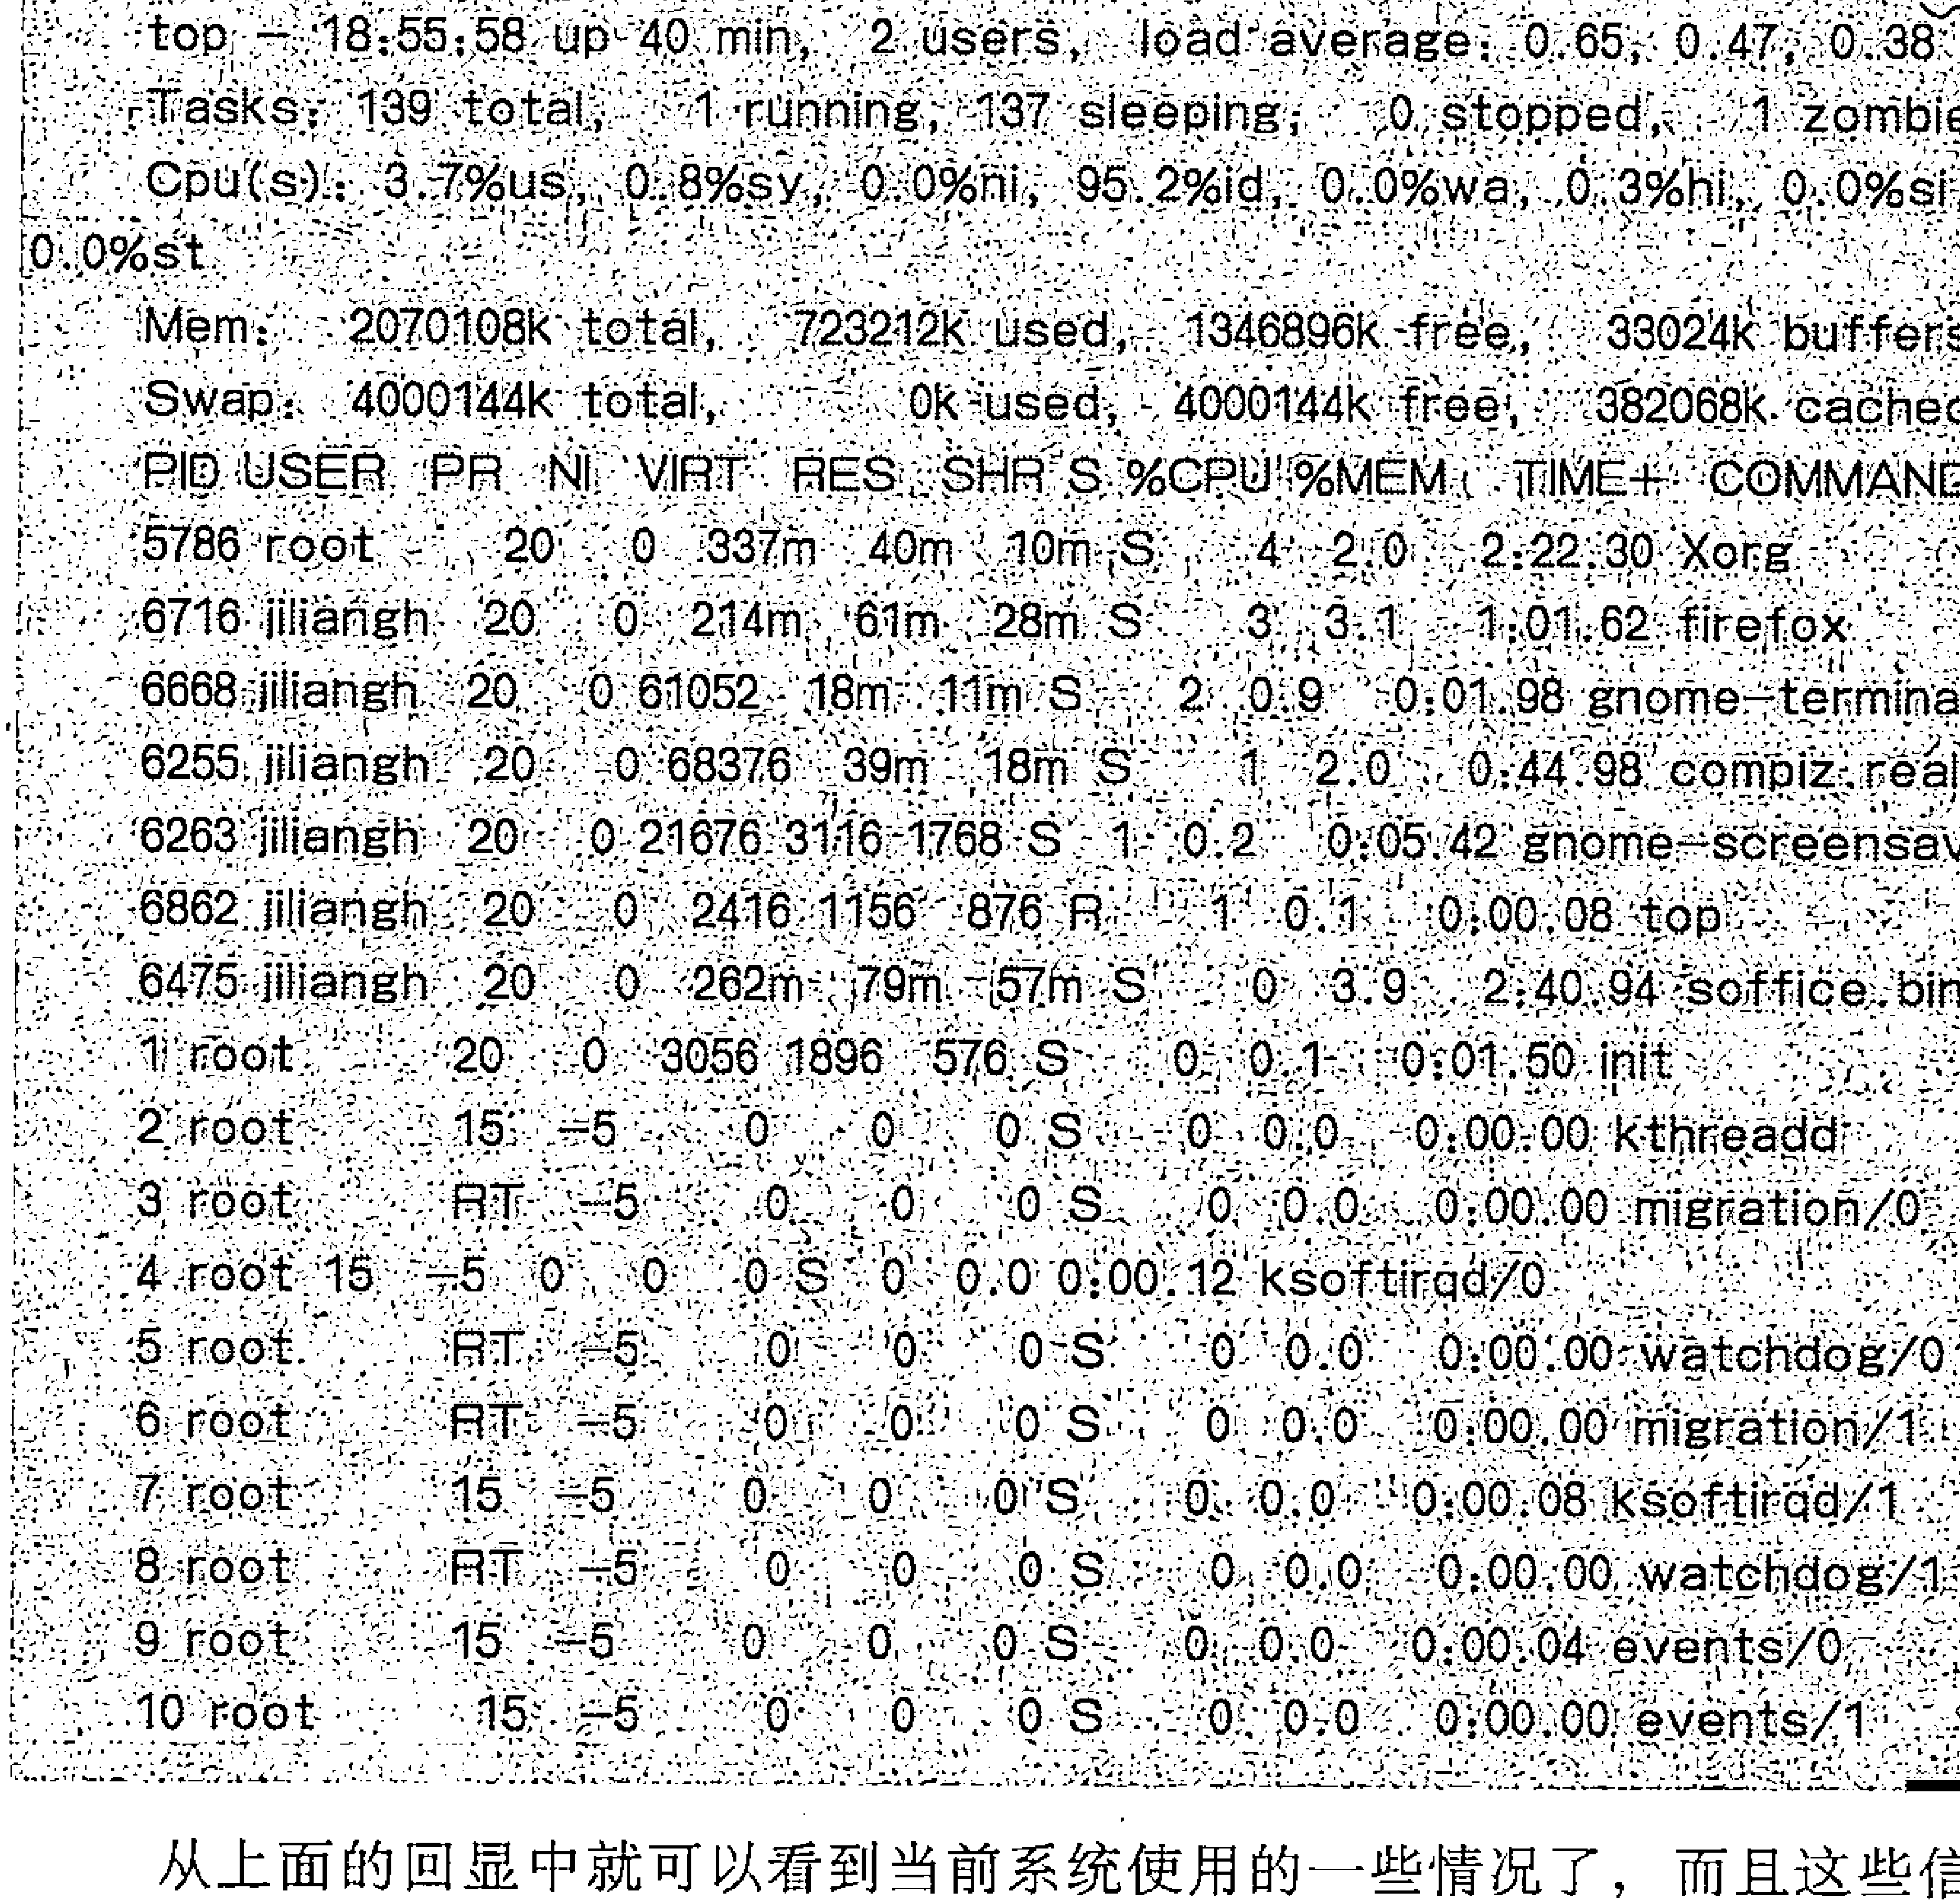 top - 18:55:58 up 40 min, 2 users, load average: 0.65, 0.47, 0.38
Tasks: 139 total, 1 running, 137 sleeping, 0 stopped, 1 zombie
Cpu(s): 3.7%us, 0.8%sy, 0.0%ni, 95.2%id, 0.0%wa, 0.3%hi, 0.0%si,
0.0%st
Mem: 2070108k total, 723212k used, 1346896k free, 33024k buffers
Swap: 4000144k total, 0k used, 4000144k free, 382068k cached
PID USER PR NI VIRT RES SHR S %CPU %MEM TIME+ COMMAND
5786 root 20 0 337m 40m 10m S 4 2.0 2:22.30 Xorg
6716 jiliangh 20 0 214m 61m 28m S 3 3.1 1:01.62 firefox
6668 jiliangh 20 0 61052 18m 11m S 2 0.9 0:01.98 gnome-termina
6255 jiliangh 20 0 68376 39m 18m S 1 2.0 0:44.98 compiz.real
6263 jiliangh 20 0 21676 3116 1768 S 1 0.2 0:05.42 gnome-screensav
6862 jiliangh 20 0 2416 1156 876 R 1 0.1 0:00.08 top
6475 jiliangh 20 0 262m 79m 57m S 0 3.9 2:40.94 soffice.bin
1 root 20 0 3056 1896 576 S 0 0.1 0:01.50 init
2 root 15 -5 0 0 0 S 0 0.0 0:00.00 kthreadd
3 root RT -5 0 0 0 S 0 0.0 0:00.00 migration/0
4 root 15 -5 0 0 0 S 0 0.0 0:00.12 ksoftirqd/0
5 root RT -5 0 0 0 S 0 0.0 0:00.00 watchdog/0
6 root RT -5 0 0 0 S 0 0.0 0:00.00 migration/1
7 root 15 -5 0 0 0 S 0 0.0 0:00.08 ksoftirqd/1
8 root RT -5 0 0 0 S 0 0.0 0:00.00 watchdog/1
9 root 15 -5 0 0 0 S 0 0.0 0:00.04 events/0
10 root 15 -5 0 0 0 S 0 0.0 0:00.00 events/1
从上面的回显中就可以看到当前系统使用的一些情况了，而且这些信